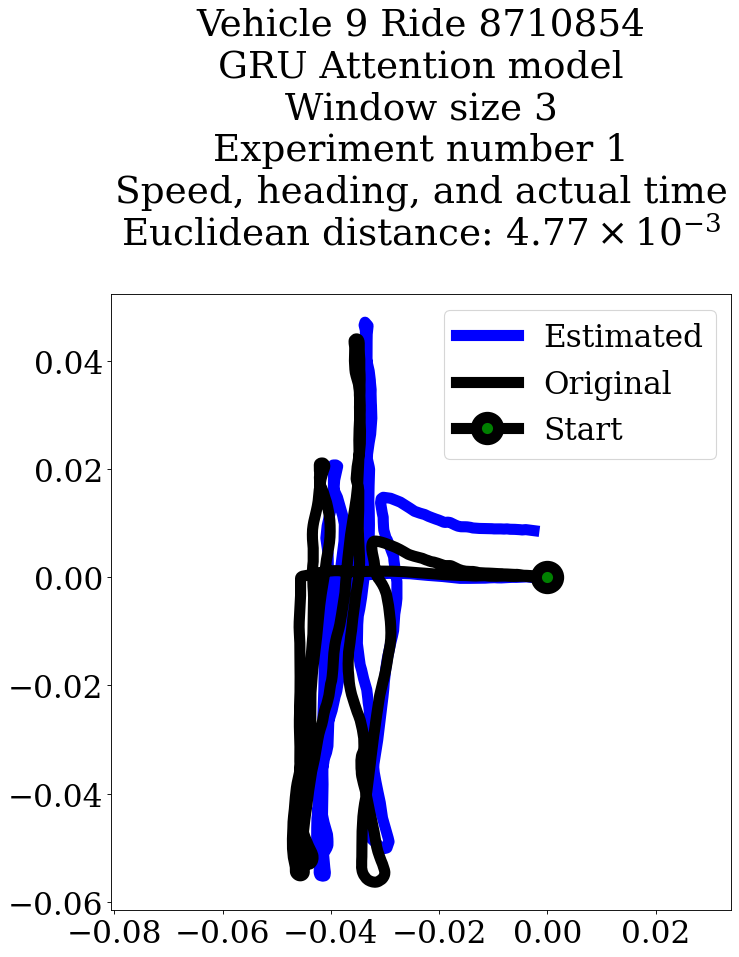 Vehicle 9 Ride 8710854
GRU Attention model
Window size 3
Experiment number 1
Speed, heading, and actual time
Euclidean distance: 4.77 × 10⁻³
Estimated
Original
Start
0.04
0.02
0.00
−0.02
−0.04
−0.06
−0.08 −0.06 −0.04 −0.02 0.00 0.02